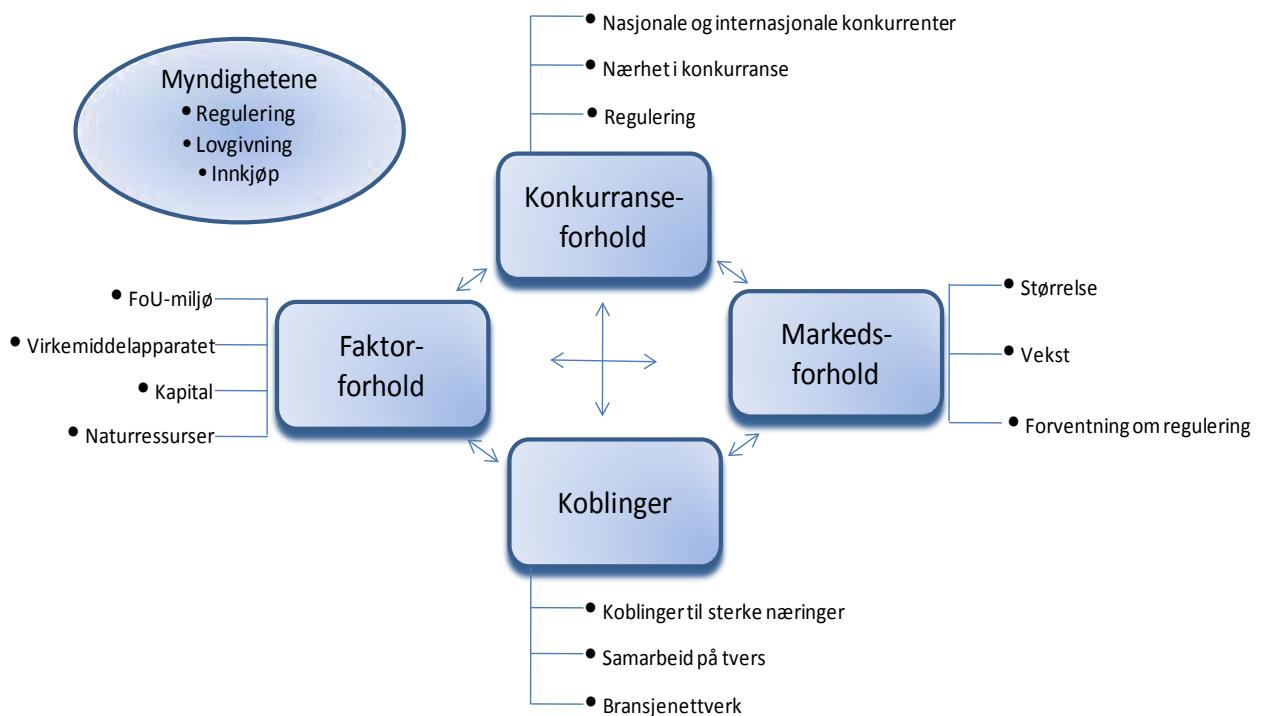 Myndighetene
• Regulering
• Lovgivning
• Innkjøp
• Nasjonale og internasjonale konkurrenter
• Nærhet i konkurranse
• Regulering
Konkurranse-
forhold
• FoU-miljø
• Virkemiddelapparatet
• Kapital
• Naturressurser
Faktor-
forhold
Markeds-
forhold
• Størrelse
• Vekst
• Forventning om regulering
Koblinger
• Koblinger til sterke næringer
• Samarbeid på tvers
• Bransjenettverk